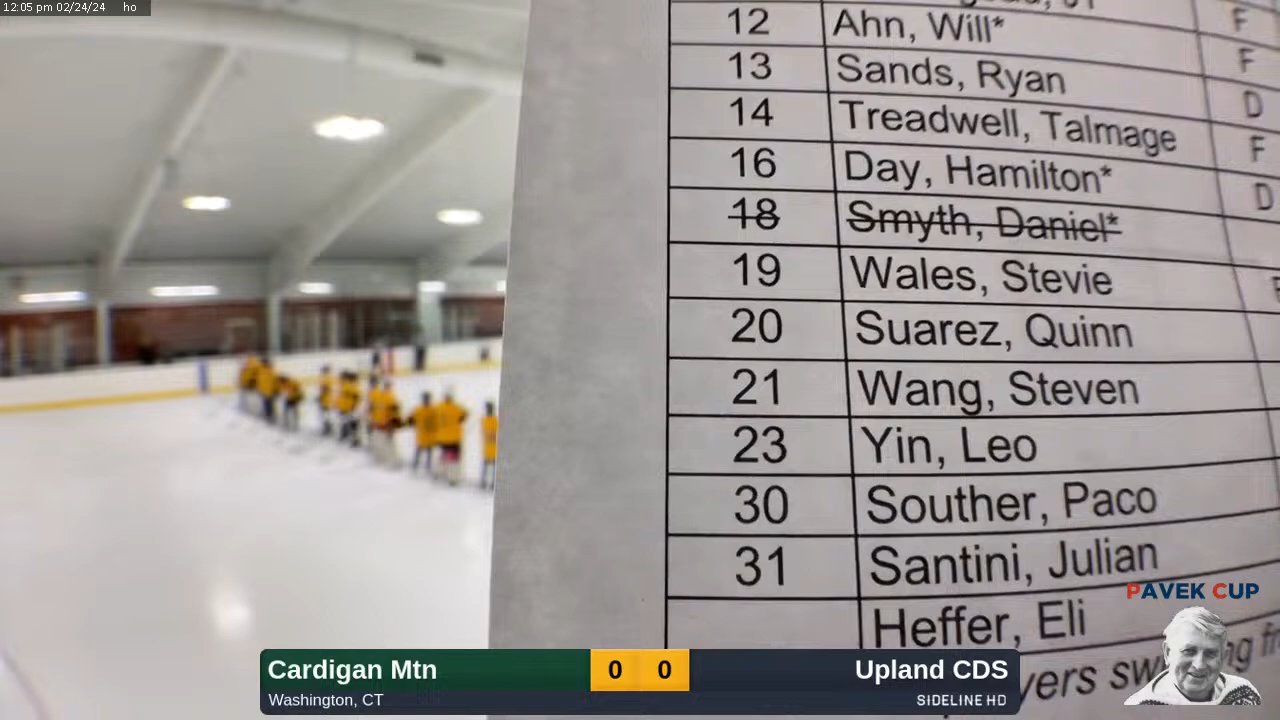 12:05 pm 02/24/24 ho
12 Ahn, Will* F
13 Sands, Ryan F
14 Treadwell, Talmage D
16 Day, Hamilton* F
18 Smyth, Daniel* D
19 Wales, Stevie
20 Suarez, Quinn
21 Wang, Steven
23 Yin, Leo
30 Souther, Paco
31 Santini, Julian
Heffer, Eli
PAVEK CUP
Cardigan Mtn 0 0 Upland CDS
Washington, CT SIDELINE HD